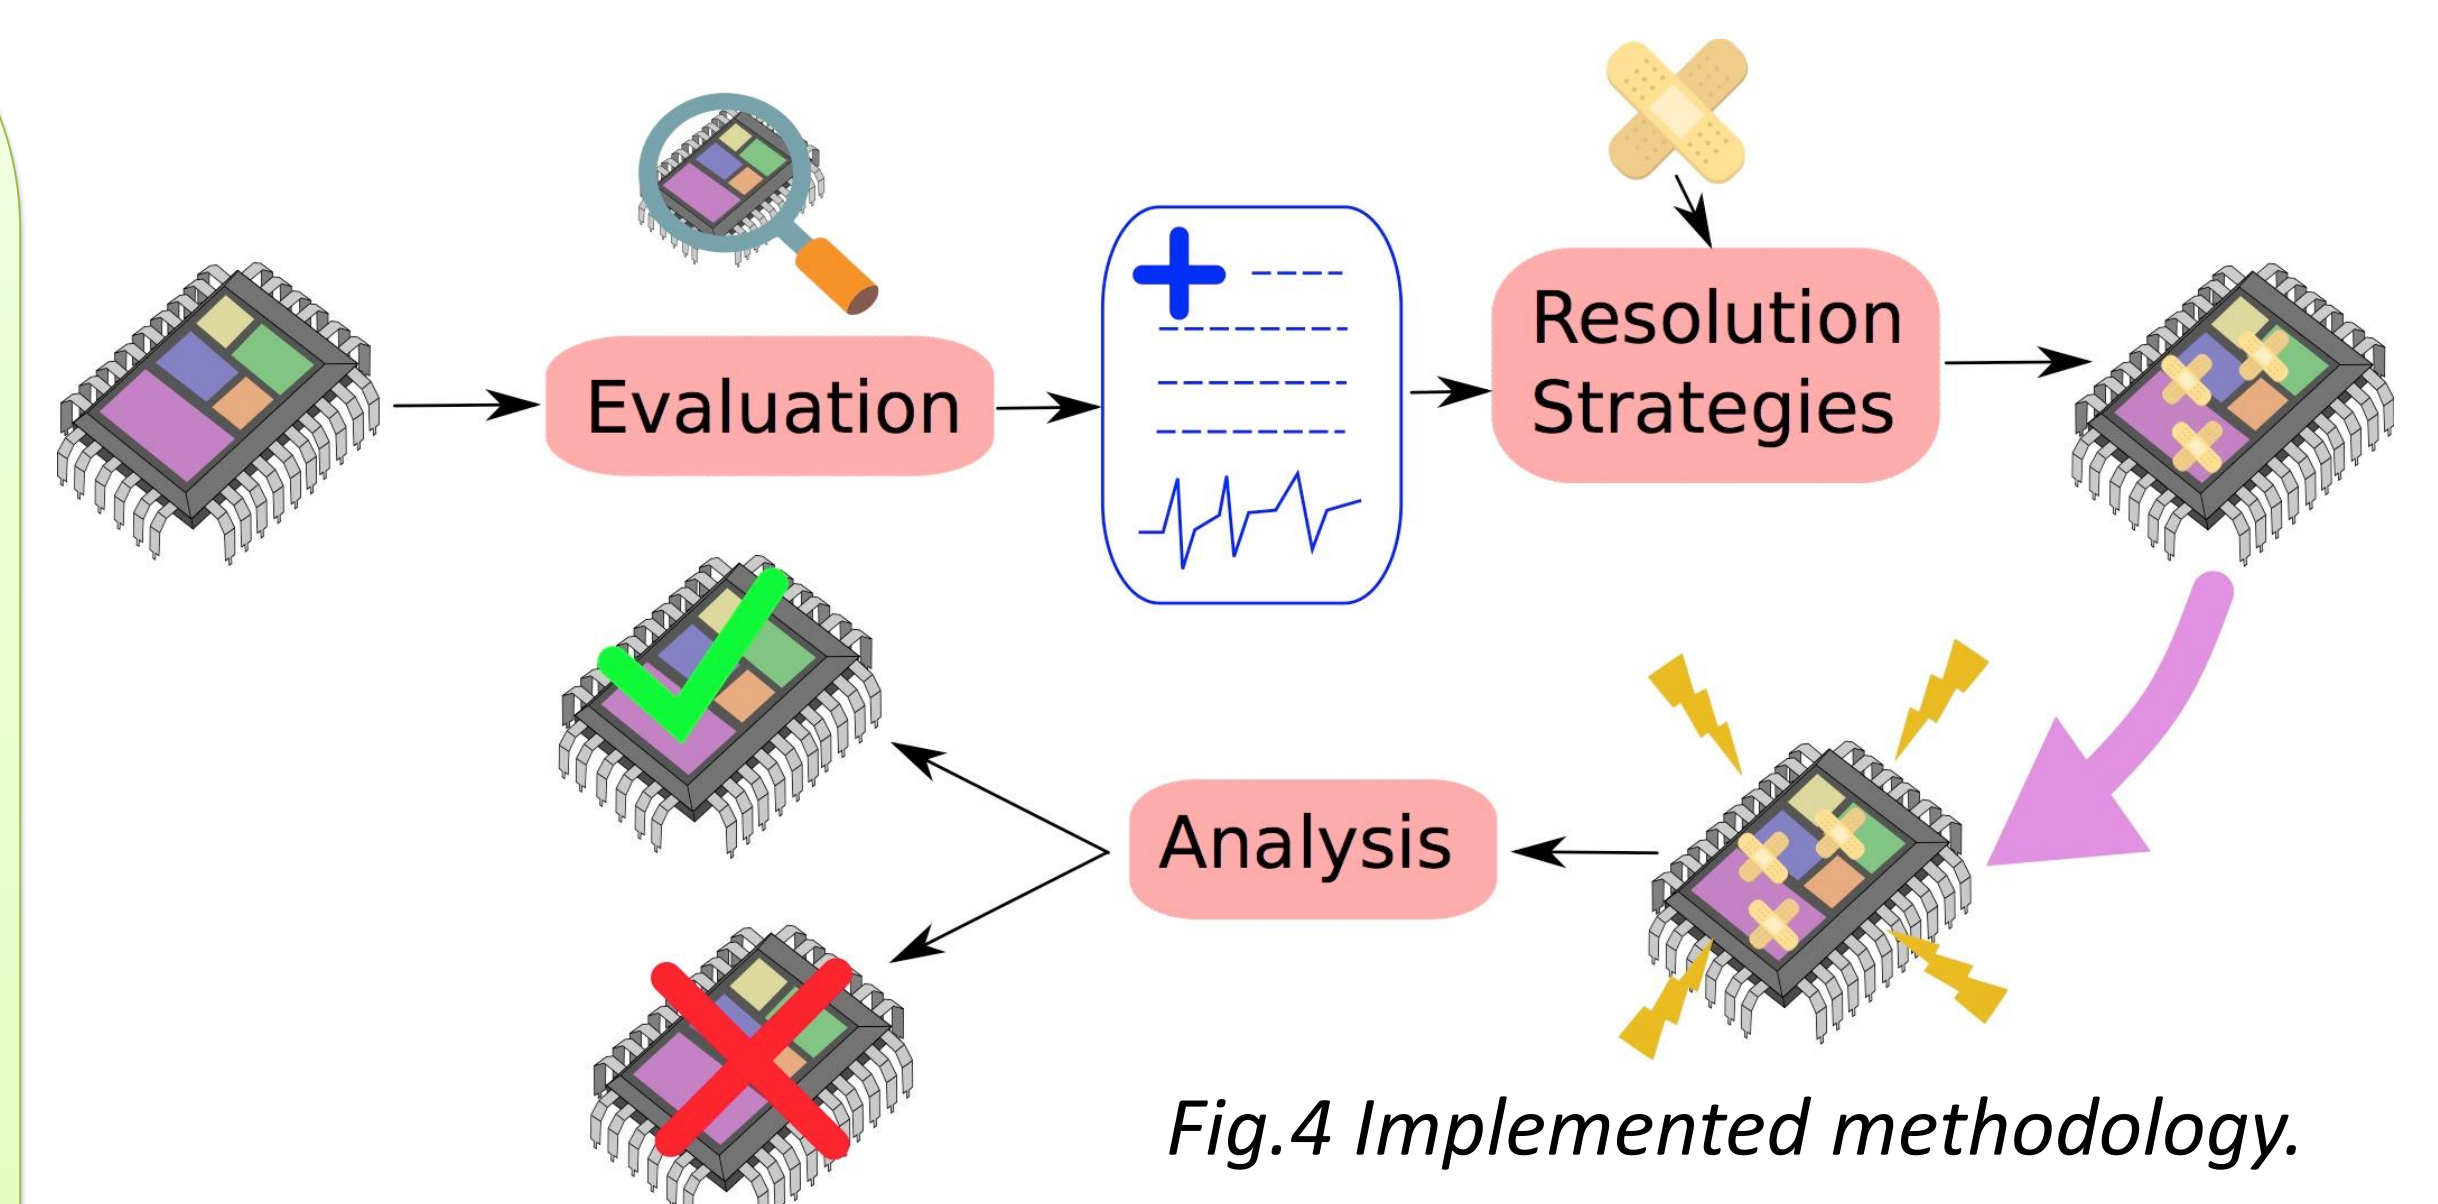 Evaluation
Resolution
Strategies
Analysis
Fig.4 Implemented methodology.